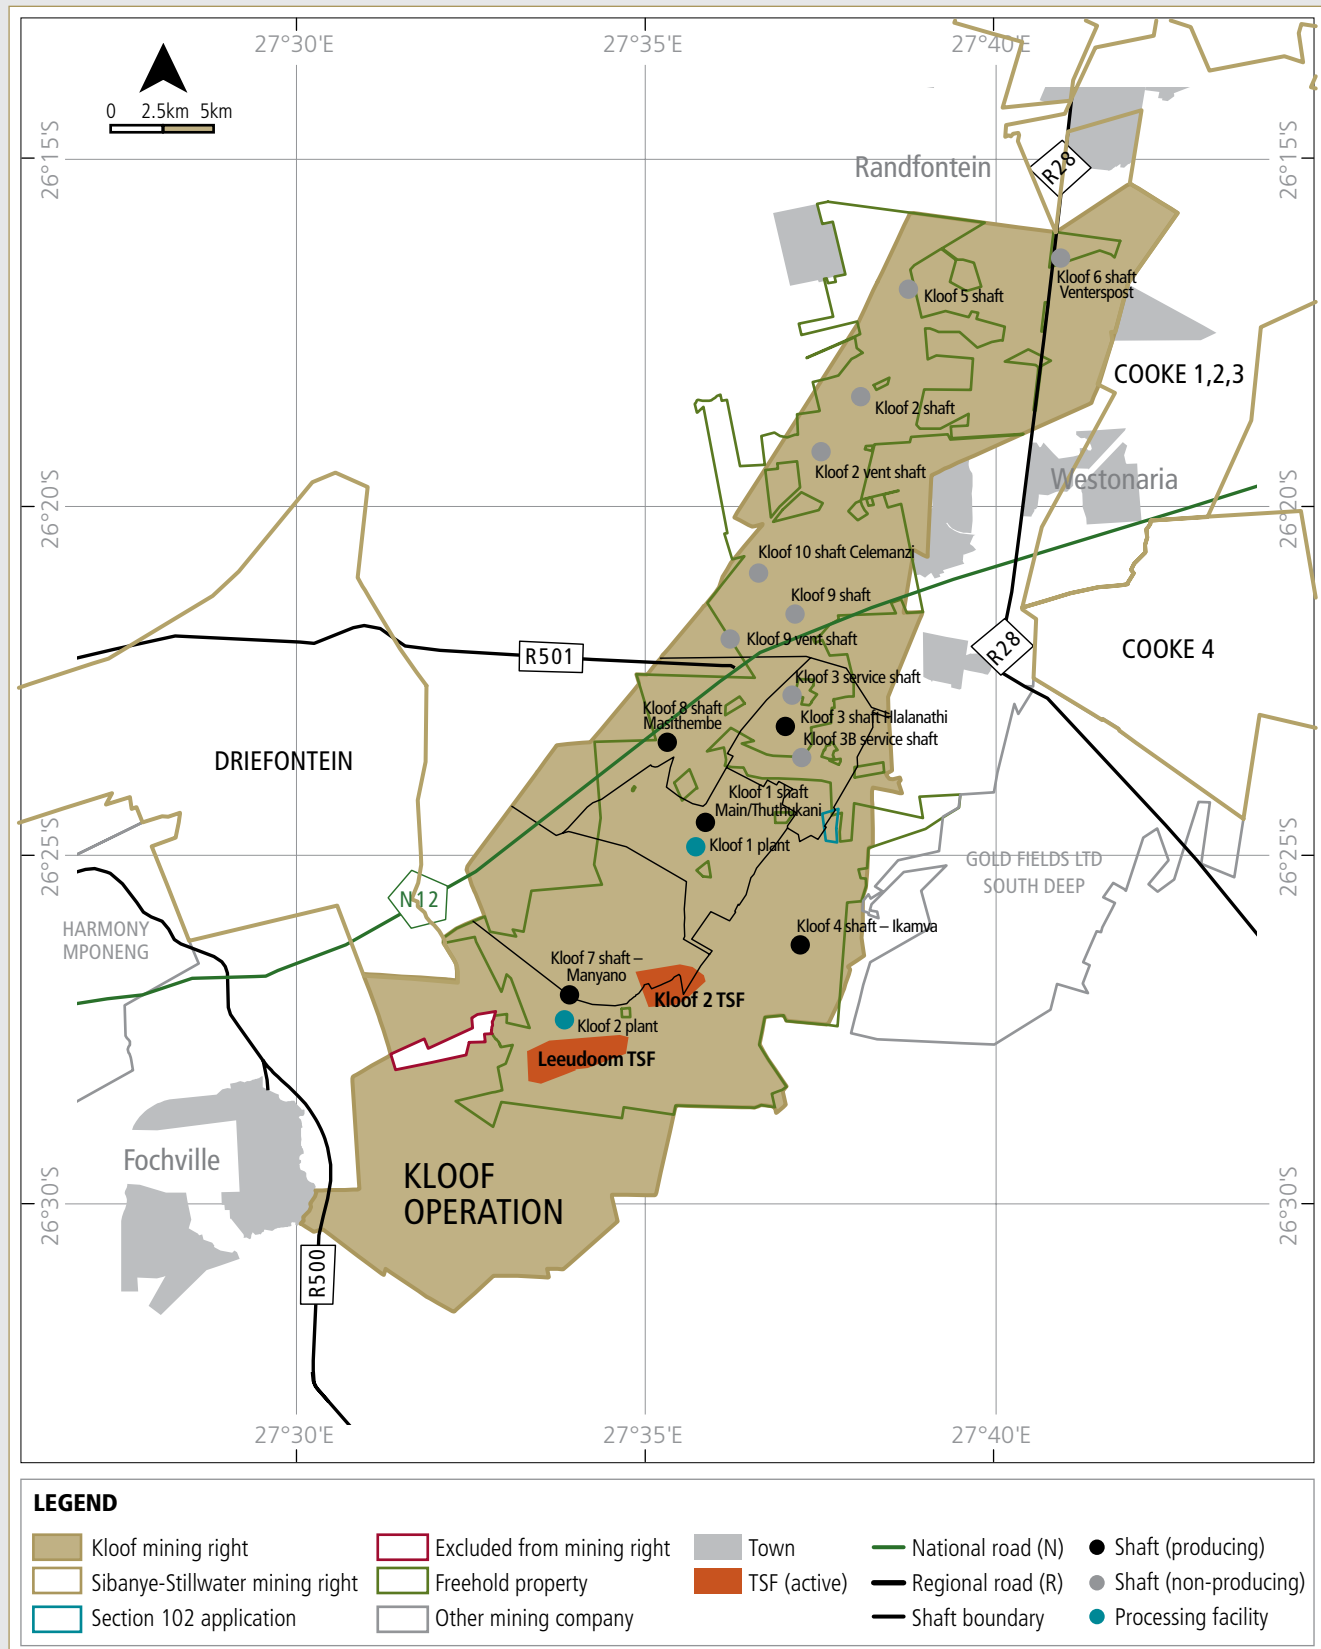 27°30'E
27°35'E
27°40'E
0 2.5km 5km
26°15'S
26°15'S
Randfontein
R28
Kloof 6 shaft
Venterspost
Kloof 5 shaft
COOKE 1,2,3
Kloof 2 shaft
Kloof 2 vent shaft
Westonaria
26°20'S
26°20'S
Kloof 10 shaft Celemanzi
Kloof 9 shaft
Kloof 9 vent shaft
R501
R28
COOKE 4
Kloof 3 service shaft
Kloof 8 shaft
Masithembe
Kloof 3 shaft Hlalanathi
Kloof 3B service shaft
DRIEFONTEIN
Kloof 1 shaft
Main/Thuthukani
Kloof 1 plant
26°25'S
26°25'S
GOLD FIELDS LTD
SOUTH DEEP
N12
HARMONY
MPONENG
Kloof 4 shaft – Ikamva
Kloof 7 shaft –
Manyano
Kloof 2 TSF
Kloof 2 plant
Leeudoom TSF
Fochville
KLOOF
OPERATION
26°30'S
26°30'S
R500
27°30'E
27°35'E
27°40'E
LEGEND
Kloof mining right
Sibanye-Stillwater mining right
Section 102 application
Excluded from mining right
Freehold property
Other mining company
Town
TSF (active)
National road (N)
Regional road (R)
Shaft boundary
Shaft (producing)
Shaft (non-producing)
Processing facility